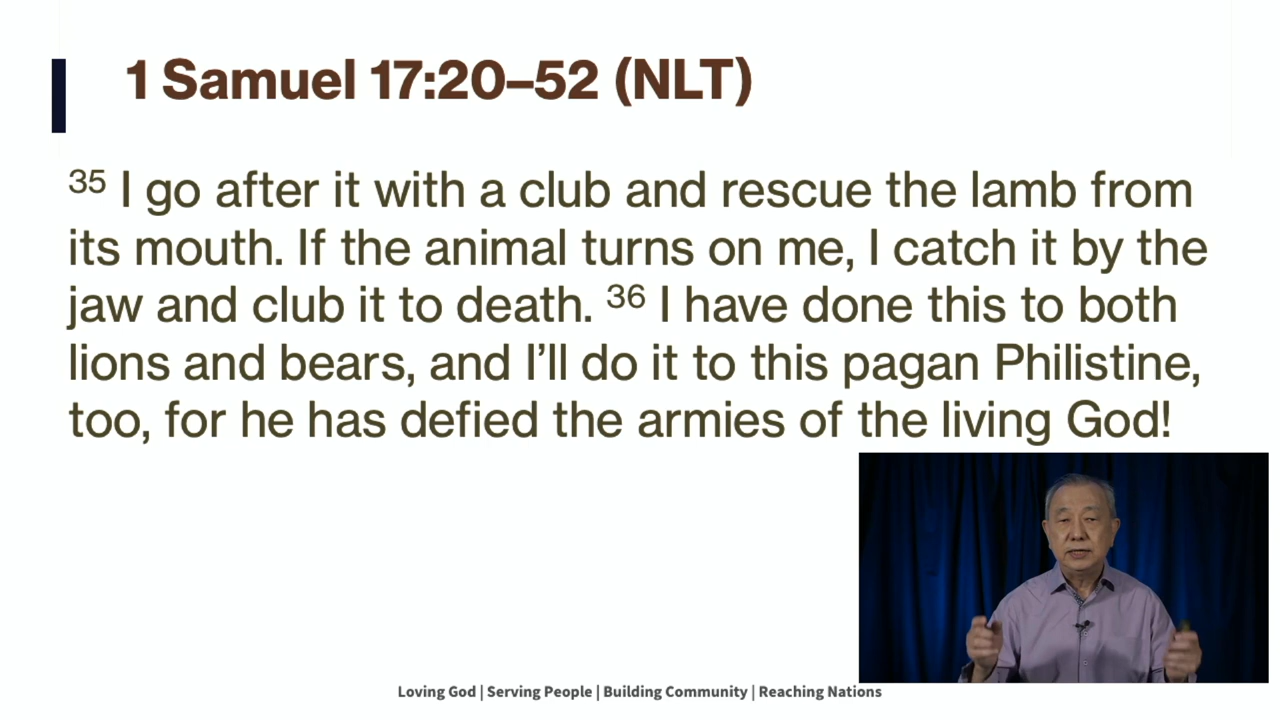 1 Samuel 17:20–52 (NLT)
35 I go after it with a club and rescue the lamb from
its mouth. If the animal turns on me, I catch it by the
jaw and club it to death. 36 I have done this to both
lions and bears, and I’ll do it to this pagan Philistine,
too, for he has defied the armies of the living God!
Loving God | Serving People | Building Community | Reaching Nations